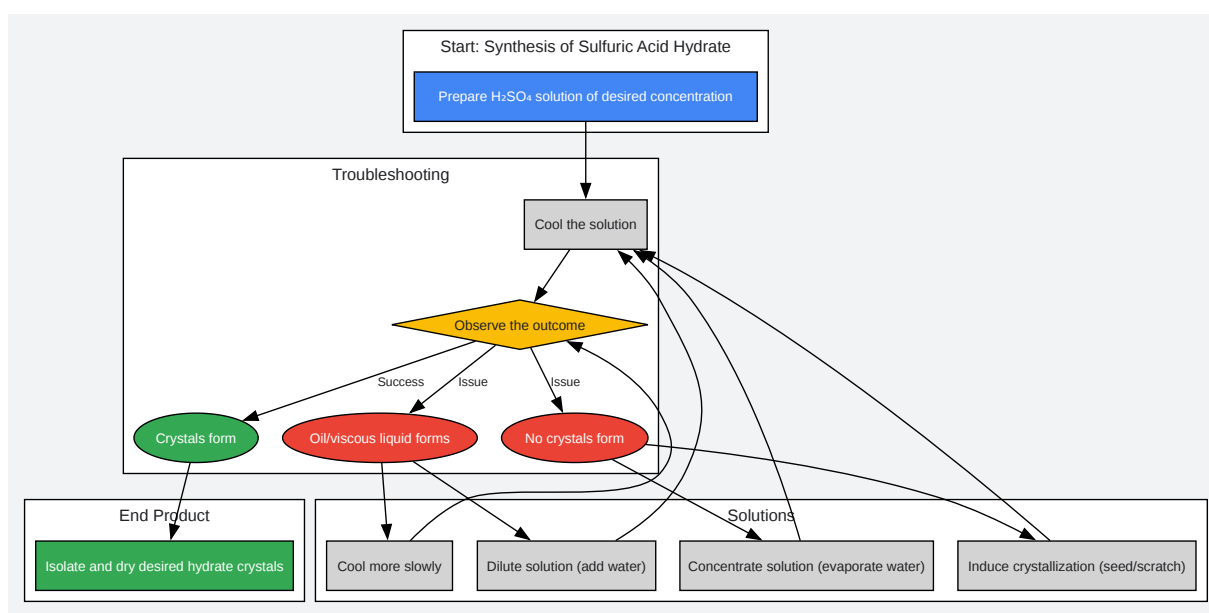 Start: Synthesis of Sulfuric Acid Hydrate
Prepare H₂SO₄ solution of desired concentration
Troubleshooting
Cool the solution
Observe the outcome
Success
Issue
Issue
Crystals form
Oil/viscous liquid forms
No crystals form
End Product
Solutions
Isolate and dry desired hydrate crystals
Cool more slowly
Dilute solution (add water)
Concentrate solution (evaporate water)
Induce crystallization (seed/scratch)